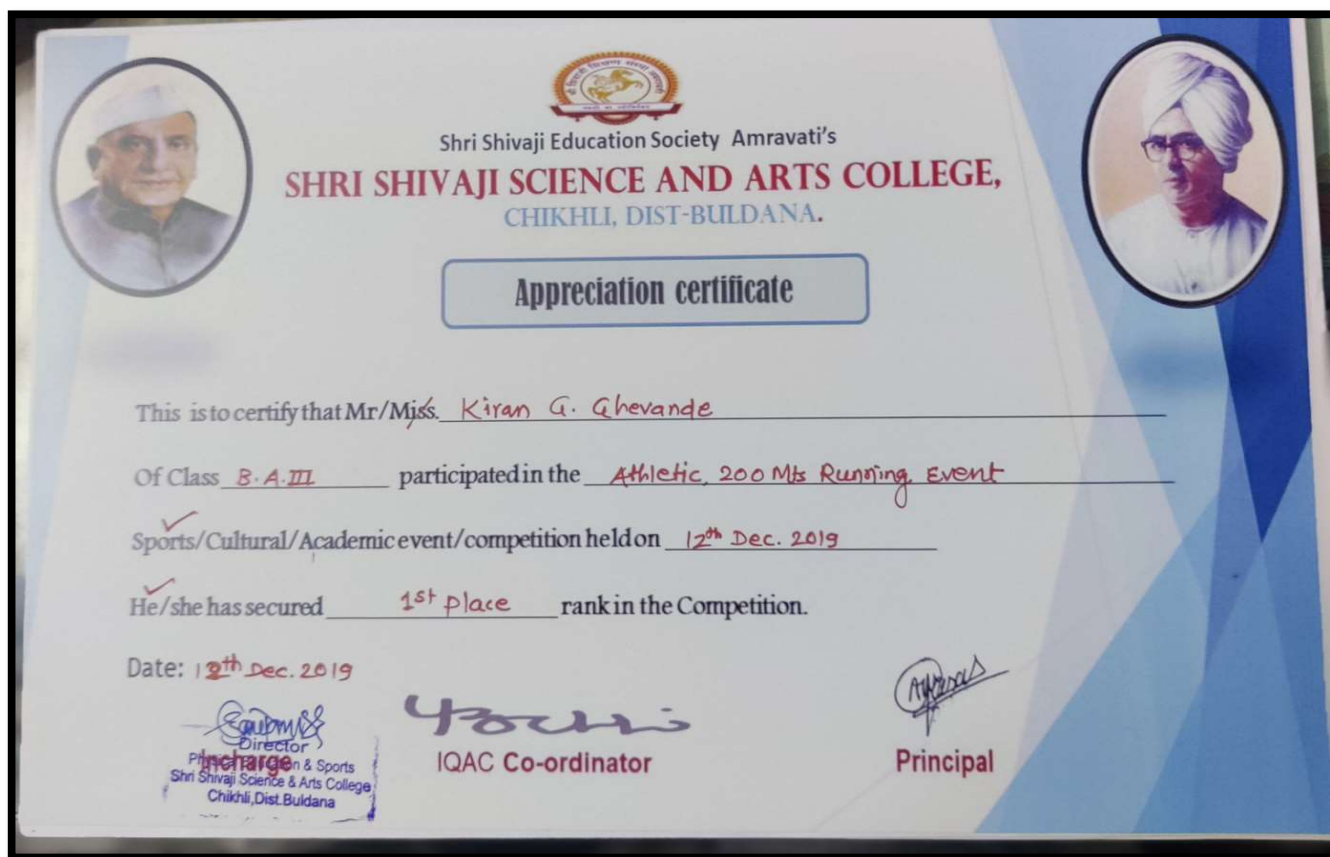 Shri Shivaji Education Society Amravati's
SHRI SHIVAJI SCIENCE AND ARTS COLLEGE,
CHIKHLI, DIST-BULDANA.
Appreciation certificate
This is to certify that Mr/Miss. Kiran G. Ghevande
Of Class B.A.III participated in the Athletic, 200 Mts Running Event
Sports/Cultural/Academic event/competition held on 12th Dec. 2019
He/she has secured 1st place rank in the Competition.
Date: 12th Dec. 2019
Director
Incharge & Sports
Shri Shivaji Science & Arts College
Chikhli, Dist. Buldana
IQAC Co-ordinator
Principal